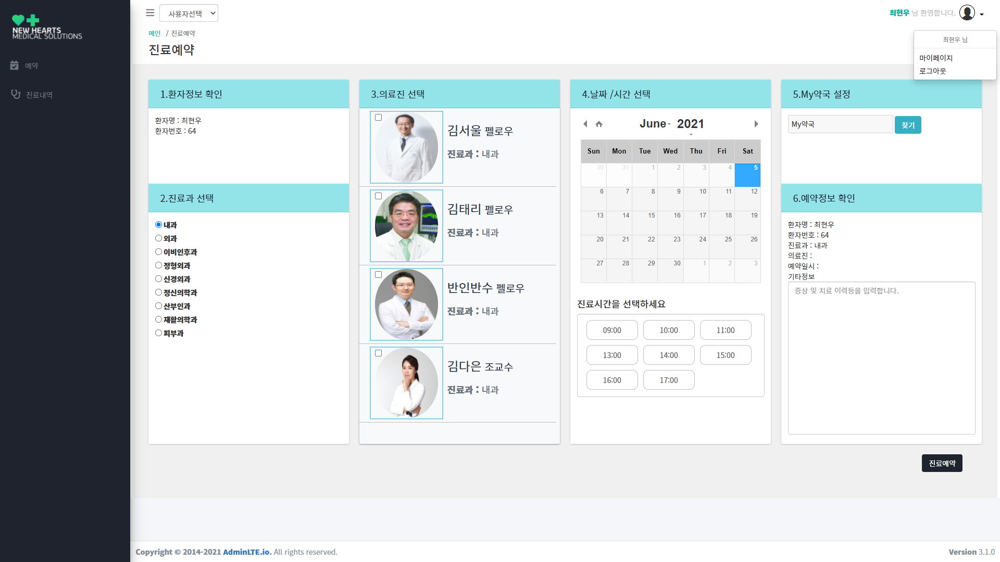 NEW HEARTS
MEDICAL SOLUTIONS
예약
진료내역
사용자선택
최현우 님 환영합니다.
최현우 님
마이페이지
로그아웃
메인 / 진료예약
진료예약
1.환자정보 확인
환자명 : 최현우
환자번호 : 64
2.진료과 선택
내과
외과
이비인후과
정형외과
신경외과
정신의학과
산부인과
재활의학과
피부과
3.의료진 선택
김서울 펠로우
진료과 : 내과
김태리 펠로우
진료과 : 내과
반인반수 펠로우
진료과 : 내과
김다은 조교수
진료과 : 내과
4.날짜 /시간 선택
June 2021
Sun Mon Tue Wed Thu Fri Sat
30 31 1 2 3 4 5
6 7 8 9 10 11 12
13 14 15 16 17 18 19
20 21 22 23 24 25 26
27 28 29 30 1 2 3
진료시간을 선택하세요
09:00 10:00 11:00
13:00 14:00 15:00
16:00 17:00
5.My약국 설정
My약국 찾기
6.예약정보 확인
환자명 : 최현우
환자번호 : 64
진료과 : 내과
의료진 :
예약일시 :
기타정보
증상 및 치료 이력등을 입력합니다.
진료예약
Copyright © 2014-2021 AdminLTE.io. All rights reserved.
Version 3.1.0